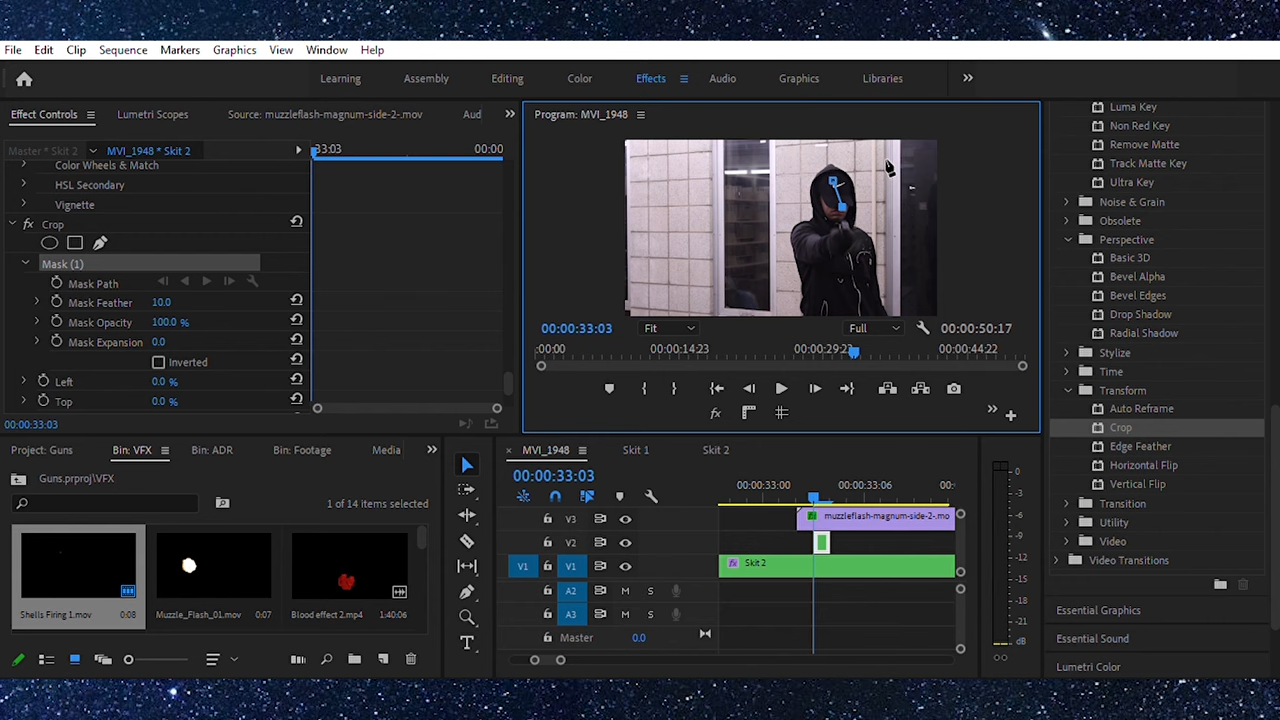 File Edit Clip Sequence Markers Graphics View Window Help
Learning Assembly Editing Color Effects Audio Graphics Libraries
Effect Controls Lumetri Scopes Source: muzzleflash-magnum-side-2-.mov Aud
Master * Skit 2 MVI_1948 * Skit 2 33:03 00:00
Color Wheels & Match
HSL Secondary
Vignette
fx Crop
Mask (1)
Mask Path
Mask Feather 10.0
Mask Opacity 100.0 %
Mask Expansion 0.0
Inverted
Left 0.0 %
Top 0.0 %
00:00:33:03
Program: MVI_1948
00:00:33:03 Fit Full 00:00:50:17
:00:00 00:00:14:23 00:00:29:23 00:00:44:22
fx
Luma Key
Non Red Key
Remove Matte
Track Matte Key
Ultra Key
Noise & Grain
Obsolete
Perspective
Basic 3D
Bevel Alpha
Bevel Edges
Drop Shadow
Radial Shadow
Stylize
Time
Transform
Auto Reframe
Crop
Edge Feather
Horizontal Flip
Vertical Flip
Transition
Utility
Video
Video Transitions
Essential Graphics
Essential Sound
Lumetri Color
Project: Guns Bin: VFX Bin: ADR Bin: Footage Media
Guns.prproj\VFX
1 of 14 items selected
Shells Firing 1.mov 0:08
Muzzle_Flash_01.mov 0:07
Blood effect 2.mp4 1:40:06
MVI_1948 Skit 1 Skit 2
00:00:33:03
00:00:33:00 00:00:33:06 00:
V3 fx muzzleflash-magnum-side-2-.mo
V2
V1 V1 fx Skit 2
A2 M S
A3 M S
Master 0.0
0
-3
-6
-9
-12
-15
-18
-21
dB